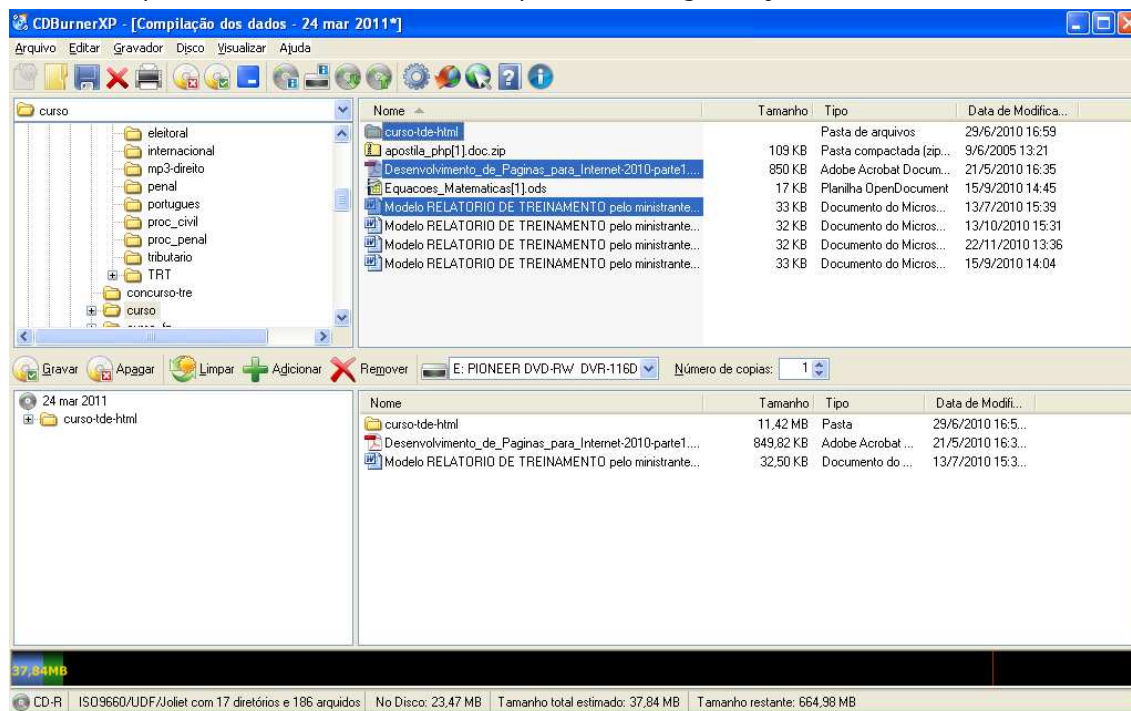 CDBurnerXP - [Compilação dos dados - 24 mar 2011*]
Arquivo Editar Gravador Disco Visualizar Ajuda
curso
eleitoral
internacional
mp3-direito
penal
portugues
proc_civil
proc_penal
tributario
TRT
concurso-tre
curso
Nome Tamanho Tipo Data de Modifica...
curso-tde-html Pasta de arquivos 29/6/2010 16:59
apostila_php[1].doc.zip 109 KB Pasta compactada (zip... 9/6/2005 13:21
Desenvolvimento_de_Paginas_para_Internet-2010-parte1.... 850 KB Adobe Acrobat Docum... 21/5/2010 16:35
Equacoes_Matematicas[1].ods 17 KB Planilha OpenDocument 15/9/2010 14:45
Modelo RELATORIO DE TREINAMENTO pelo ministrante... 33 KB Documento do Micros... 13/7/2010 15:39
Modelo RELATORIO DE TREINAMENTO pelo ministrante... 32 KB Documento do Micros... 13/10/2010 15:31
Modelo RELATORIO DE TREINAMENTO pelo ministrante... 32 KB Documento do Micros... 22/11/2010 13:36
Modelo RELATORIO DE TREINAMENTO pelo ministrante... 33 KB Documento do Micros... 15/9/2010 14:04
Gravar Apagar Limpar Adicionar Remover E: PIONEER DVD-RW DVR-116D Número de copias: 1
24 mar 2011
curso-tde-html
Nome Tamanho Tipo Data de Modifi...
curso-tde-html 11,42 MB Pasta 29/6/2010 16:5...
Desenvolvimento_de_Paginas_para_Internet-2010-parte1.... 849,82 KB Adobe Acrobat ... 21/5/2010 16:3...
Modelo RELATORIO DE TREINAMENTO pelo ministrante... 32,50 KB Documento do ... 13/7/2010 15:3...
37,84MB
CD-R ISO9660/UDF/Joliet com 17 diretórios e 186 arquidos No Disco: 23,47 MB Tamanho total estimado: 37,84 MB Tamanho restante: 664,98 MB